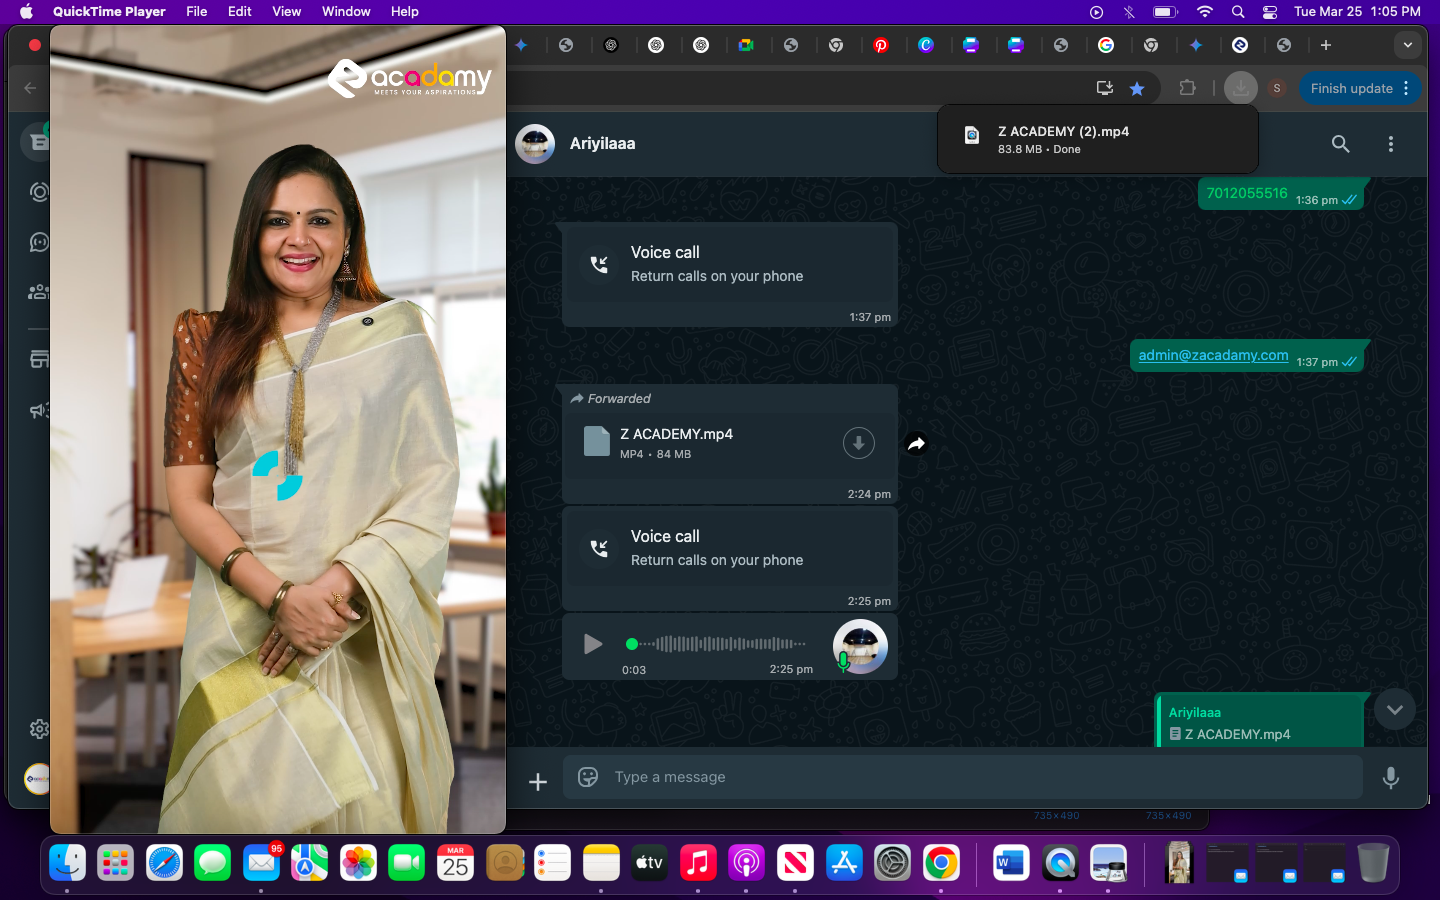 QuickTime Player File Edit View Window Help
Tue Mar 25 1:05 PM
acadamy
MEETS YOUR ASPIRATIONS
S
Finish update
Z ACADEMY (2).mp4
83.8 MB • Done
Ariyilaaa
7012055516 1:36 pm
Voice call
Return calls on your phone
1:37 pm
admin@zacadamy.com 1:37 pm
Forwarded
Z ACADEMY.mp4
MP4 • 84 MB
2:24 pm
Voice call
Return calls on your phone
2:25 pm
0:03 2:25 pm
Ariyilaaa
Z ACADEMY.mp4
Type a message
735×490 735×490
95
MAR
25
tv
W